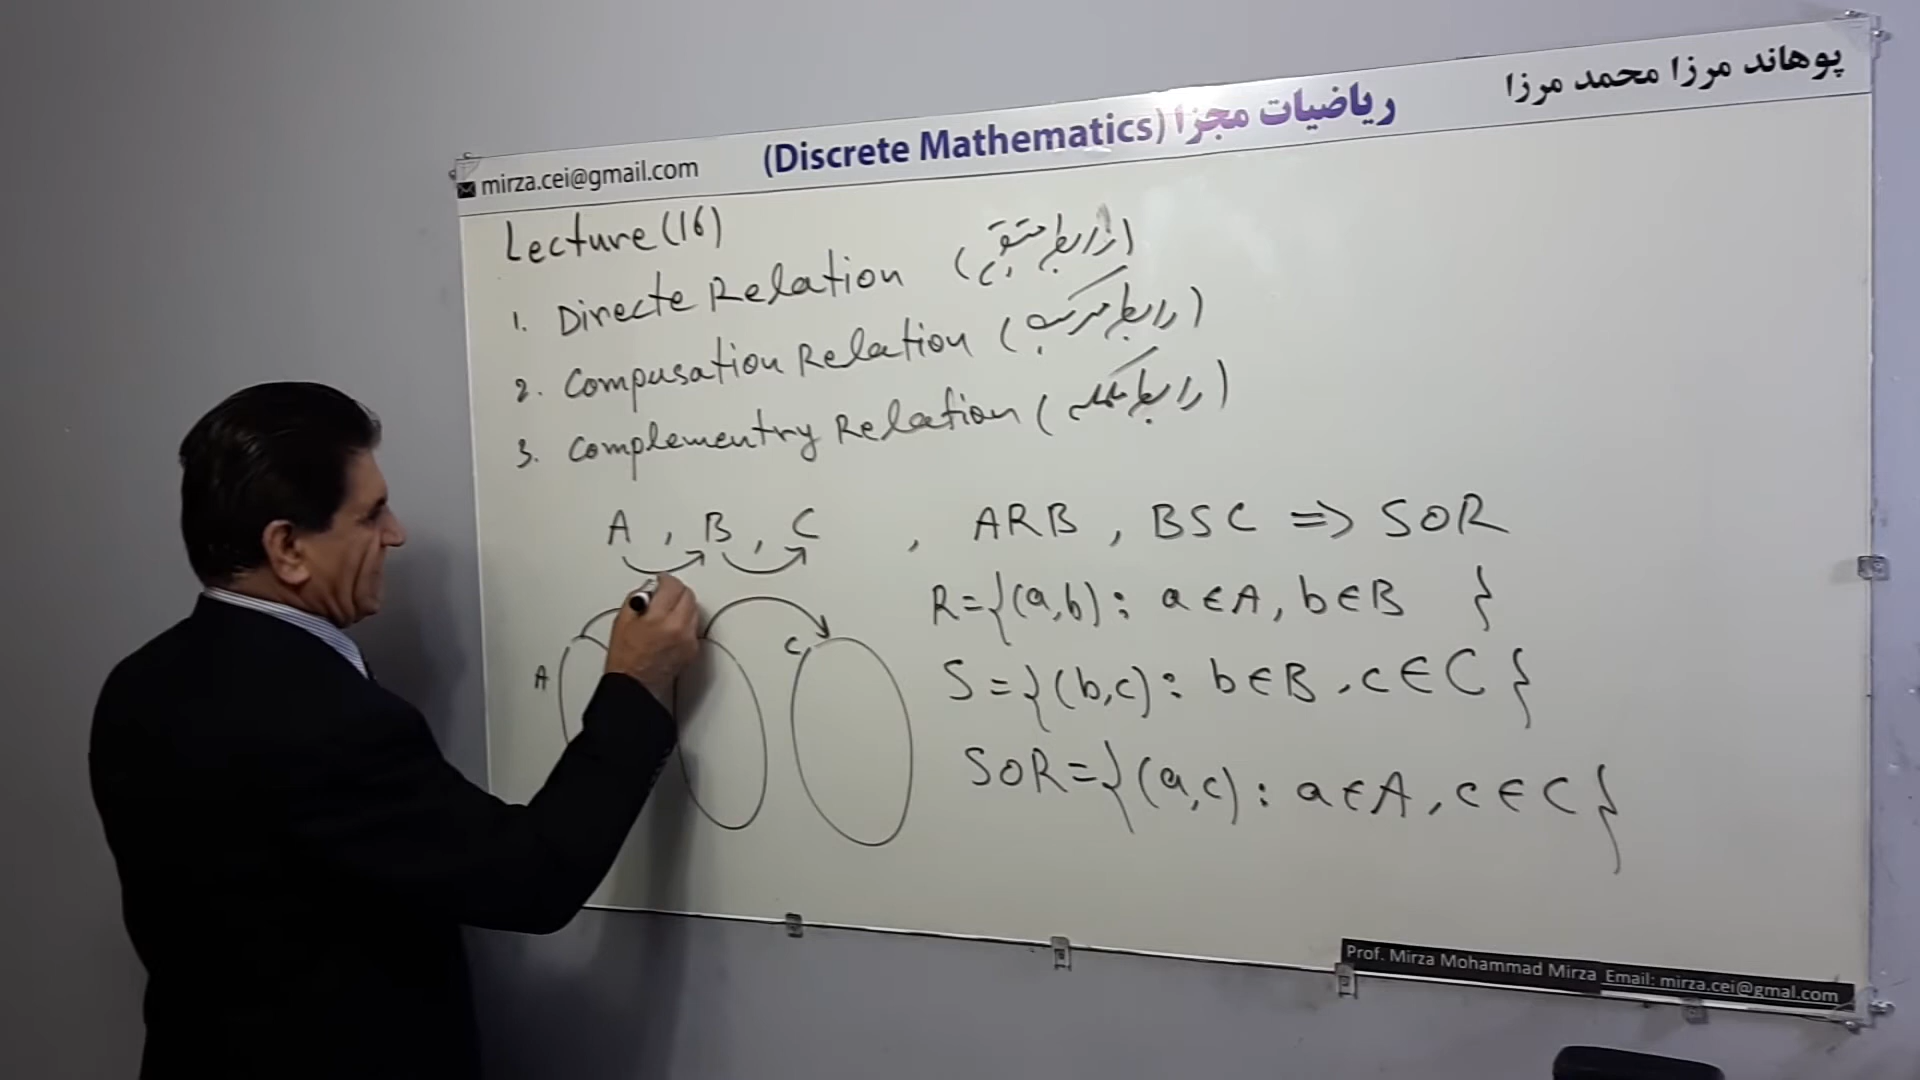 پوهاند مرزا محمد مرزا
ریاضیات مجزا (Discrete Mathematics)
mirza.cei@gmail.com
Lecture (16)
1. Directe Relation (رابطه مستقیم)
2. Compusation Relation (رابطه مرکب)
3. Complementry Relation (رابطه مکمله)
A , B , C , ARB , BSC => SOR
R={(a,b): a∈A, b∈B }
S={(b,c): b∈B, c∈C}
SOR={(a,c): a∈A, c∈C}
A
C
Prof. Mirza Mohammad Mirza Email: mirza.cei@gmal.com